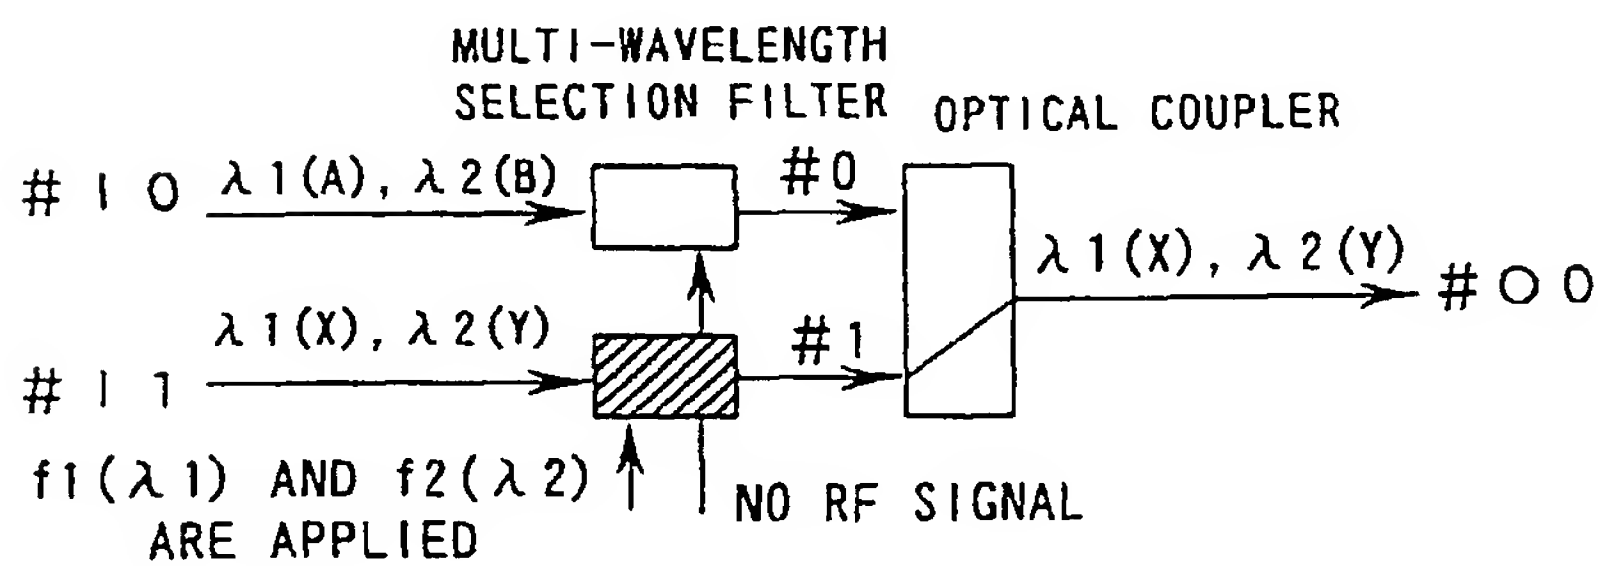 MULTI-WAVELENGTH
SELECTION FILTER
OPTICAL COUPLER
#10
λ1(A), λ2(B)
#0
λ1(X), λ2(Y)
#00
#11
λ1(X), λ2(Y)
#1
f1(λ1) AND f2(λ2)
ARE APPLIED
NO RF SIGNAL